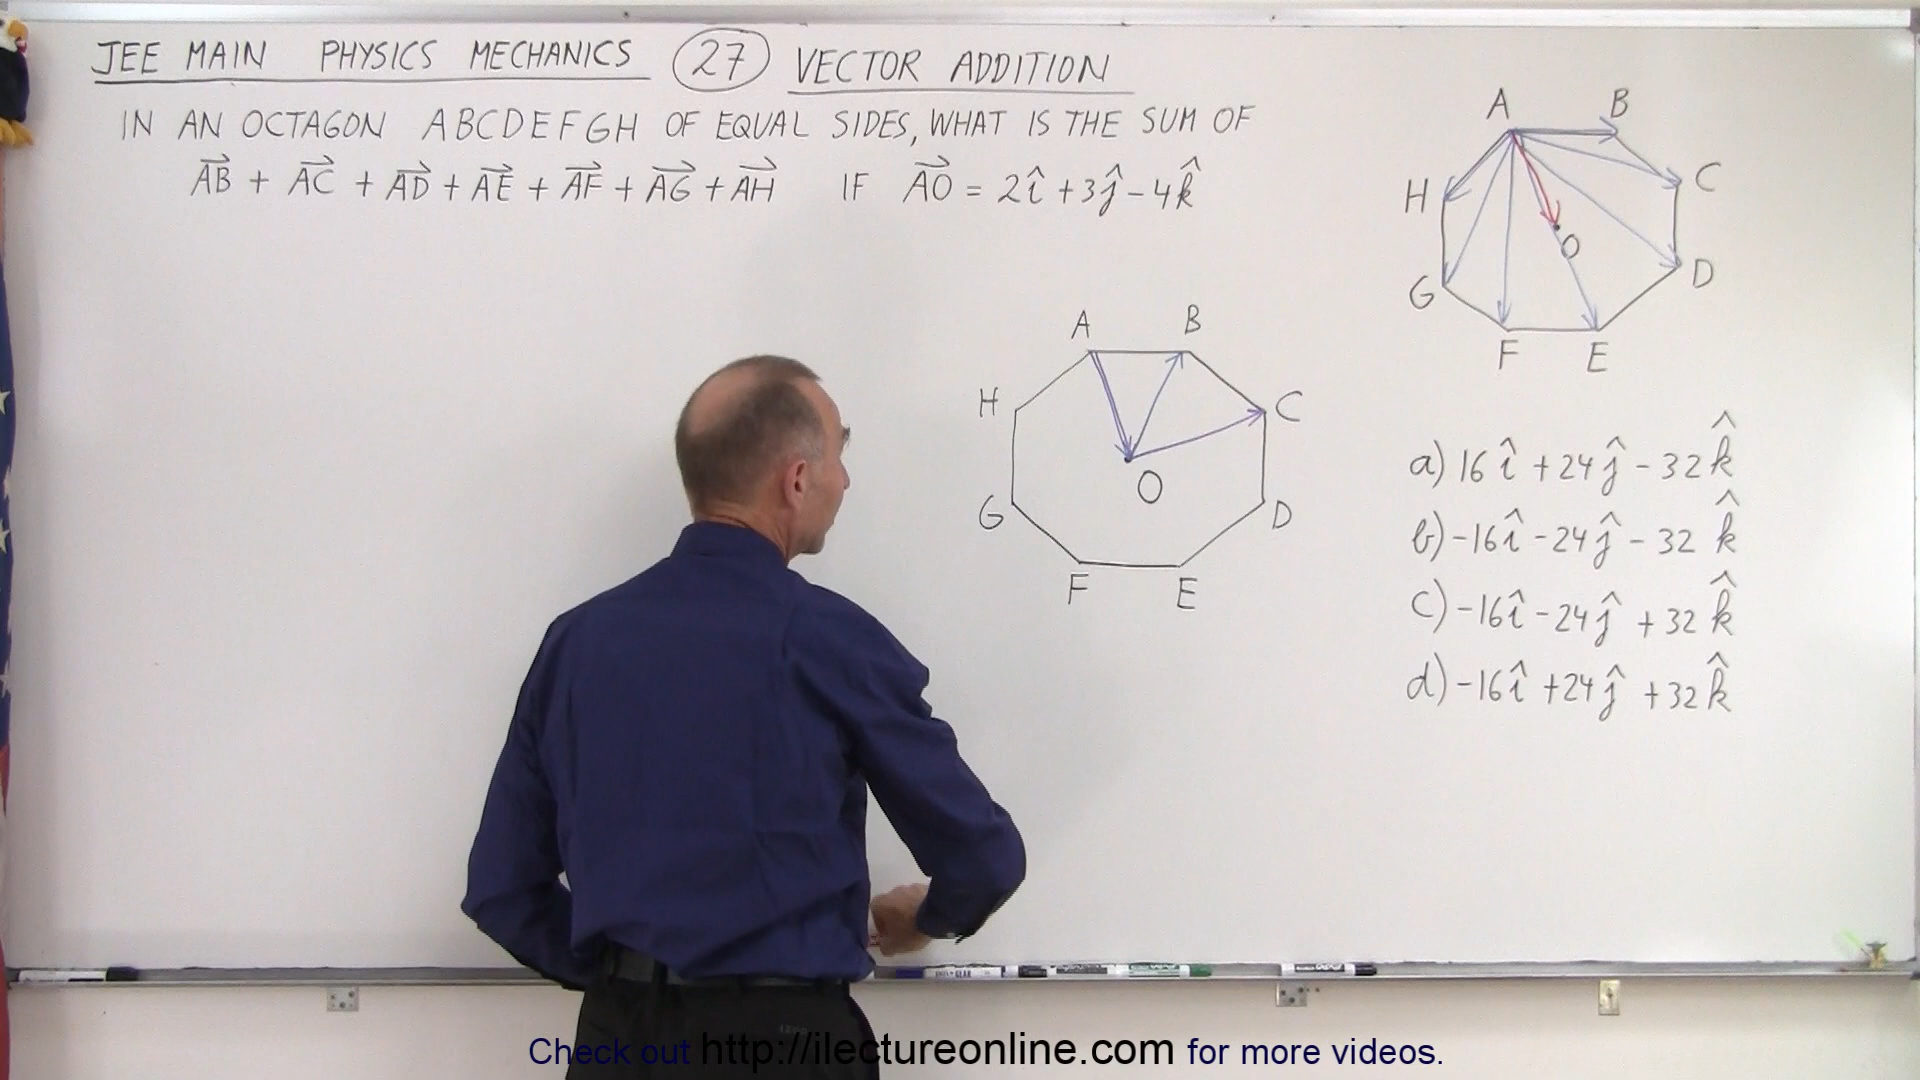 JEE MAIN PHYSICS MECHANICS 27 VECTOR ADDITION
IN AN OCTAGON ABCDEFGH OF EQUAL SIDES, WHAT IS THE SUM OF
AB⃗ + AC⃗ + AD⃗ + AE⃗ + AF⃗ + AG⃗ + AH⃗ IF AO⃗ = 2î + 3ĵ - 4k̂
A B
H C
O
G D
F E
A B
H C
O
G D
F E
a) 16î + 24ĵ - 32k̂
b) -16î - 24ĵ - 32k̂
c) -16î - 24ĵ + 32k̂
d) -16î + 24ĵ + 32k̂
Check out http://ilectureonline.com for more videos.